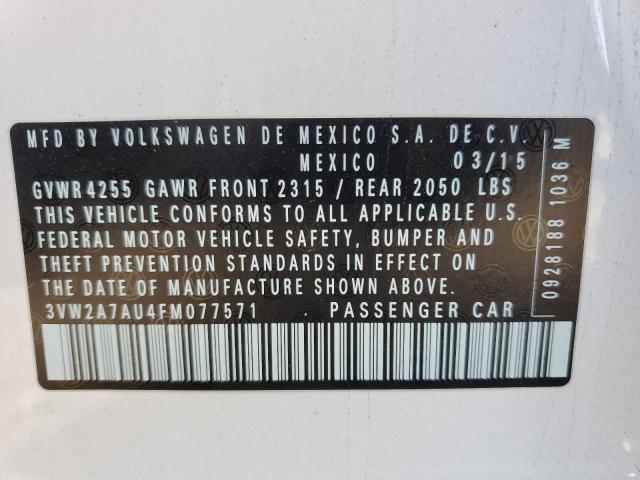 MFD BY VOLKSWAGEN DE MEXICO S.A. DE C.V
MEXICO 03/15
GVWR 4255 GAWR FRONT 2315 / REAR 2050 LBS
THIS VEHICLE CONFORMS TO ALL APPLICABLE U.S.
FEDERAL MOTOR VEHICLE SAFETY, BUMPER AND
THEFT PREVENTION STANDARDS IN EFFECT ON
THE DATE OF MANUFACTURE SHOWN ABOVE.
3VW2A7AU4FM077571 PASSENGER CAR
0928188 1036 M